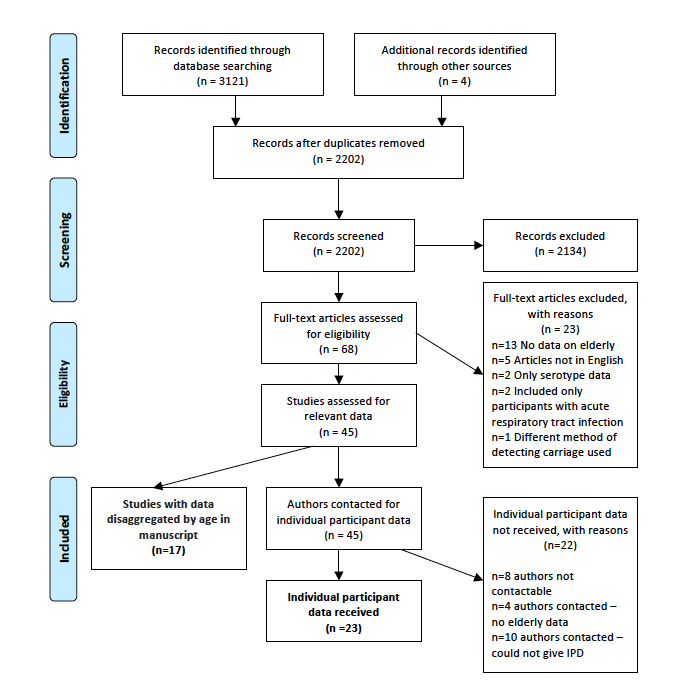 Identification
Records identified through
database searching
(n = 3121)
Additional records identified
through other sources
(n = 4)
Records after duplicates removed
(n = 2202)
Screening
Records screened
(n = 2202)
Records excluded
(n = 2134)
Eligibility
Full-text articles assessed
for eligibility
(n = 68)
Full-text articles excluded,
with reasons
(n = 23)
n=13 No data on elderly
n=5 Articles not in English
n=2 Only serotype data
n=2 Included only
participants with acute
respiratory tract infection
n=1 Different method of
detecting carriage used
Studies assessed for
relevant data
(n = 45)
Included
Studies with data
disaggregated by age in
manuscript
(n=17)
Authors contacted for
individual participant data
(n = 45)
Individual participant data
not received, with reasons
(n=22)
n=8 authors not
contactable
n=4 authors contacted –
no elderly data
n=10 authors contacted –
could not give IPD
Individual participant
data received
(n =23)